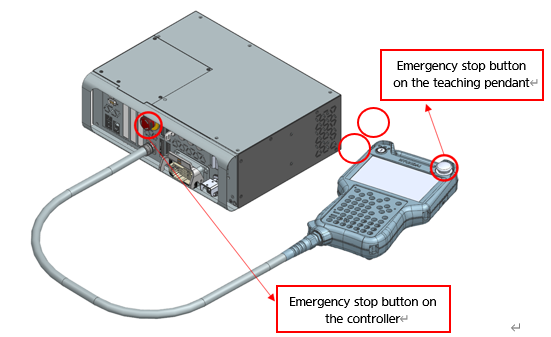 Emergency stop button
on the teaching pendant↵
Emergency stop button on
the controller↵
↵